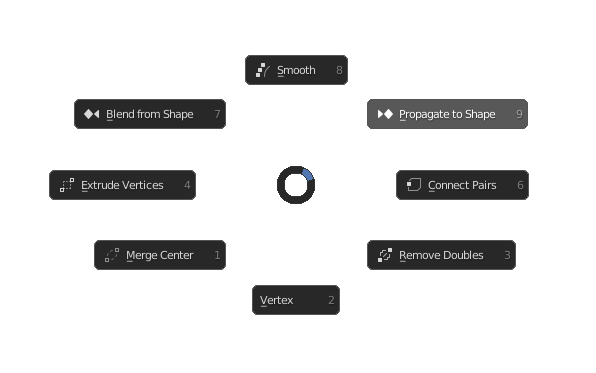 Smooth 8
Blend from Shape 7
Propagate to Shape 9
Extrude Vertices 4
Connect Pairs 6
Merge Center 1
Remove Doubles 3
Vertex 2